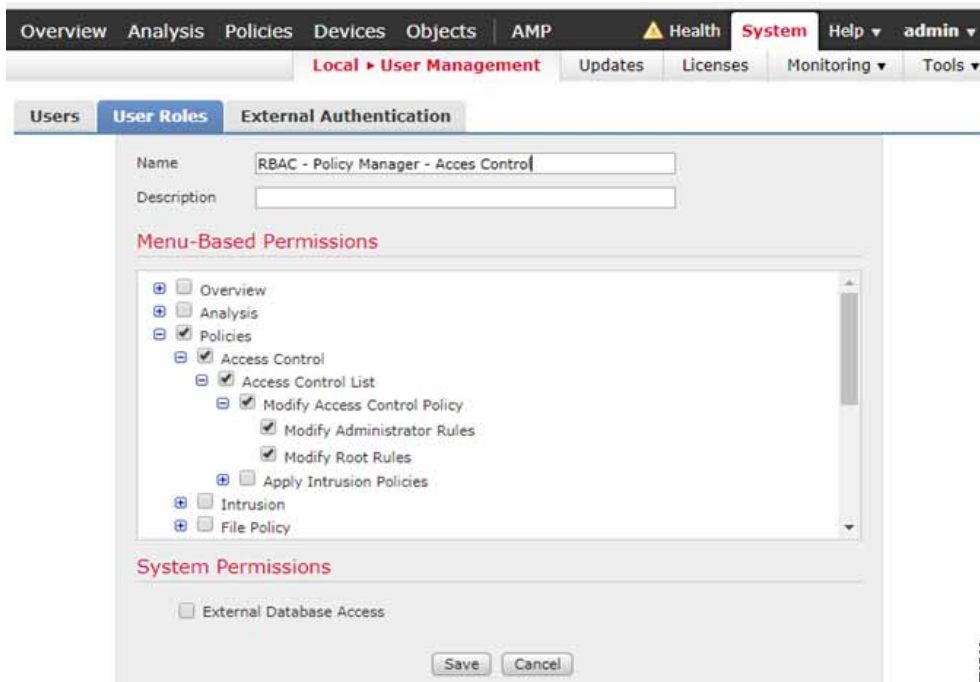 Overview Analysis Policies Devices Objects AMP Health System Help admin
Local Fixed User Management Updates Licenses Monitoring Tools
Users User Roles External Authentication
Name RBAC - Policy Manager - Acces Control
Description
Menu-Based Permissions
Overview
Analysis
Policies
Access Control
Access Control List
Modify Access Control Policy
Modify Administrator Rules
Modify Root Rules
Apply Intrusion Policies
Intrusion
File Policy
System Permissions
External Database Access
Save Cancel